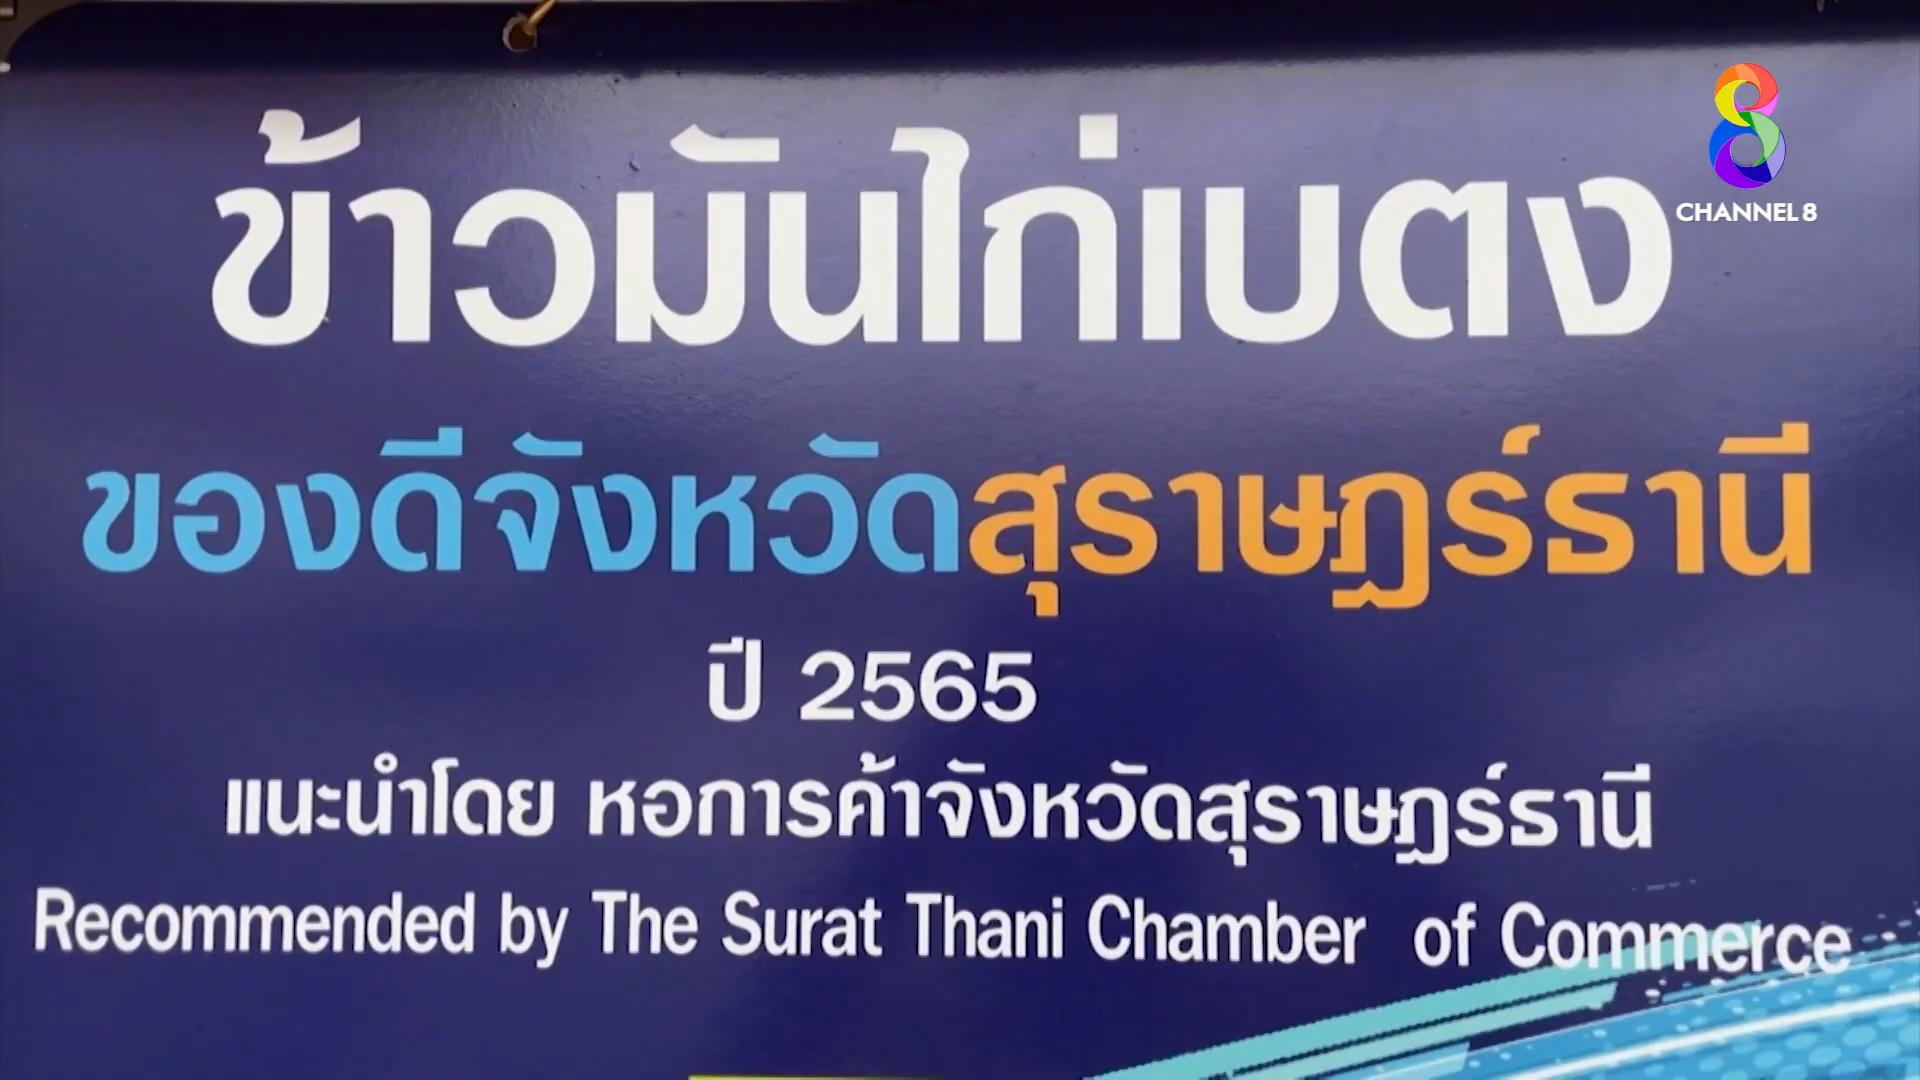 ข้าวมันไก่เบตง
CHANNEL 8
ของดีจังหวัดสุราษฎร์ธานี
ปี 2565
แนะนำโดย หอการค้าจังหวัดสุราษฎร์ธานี
Recommended by The Surat Thani Chamber of Commerce